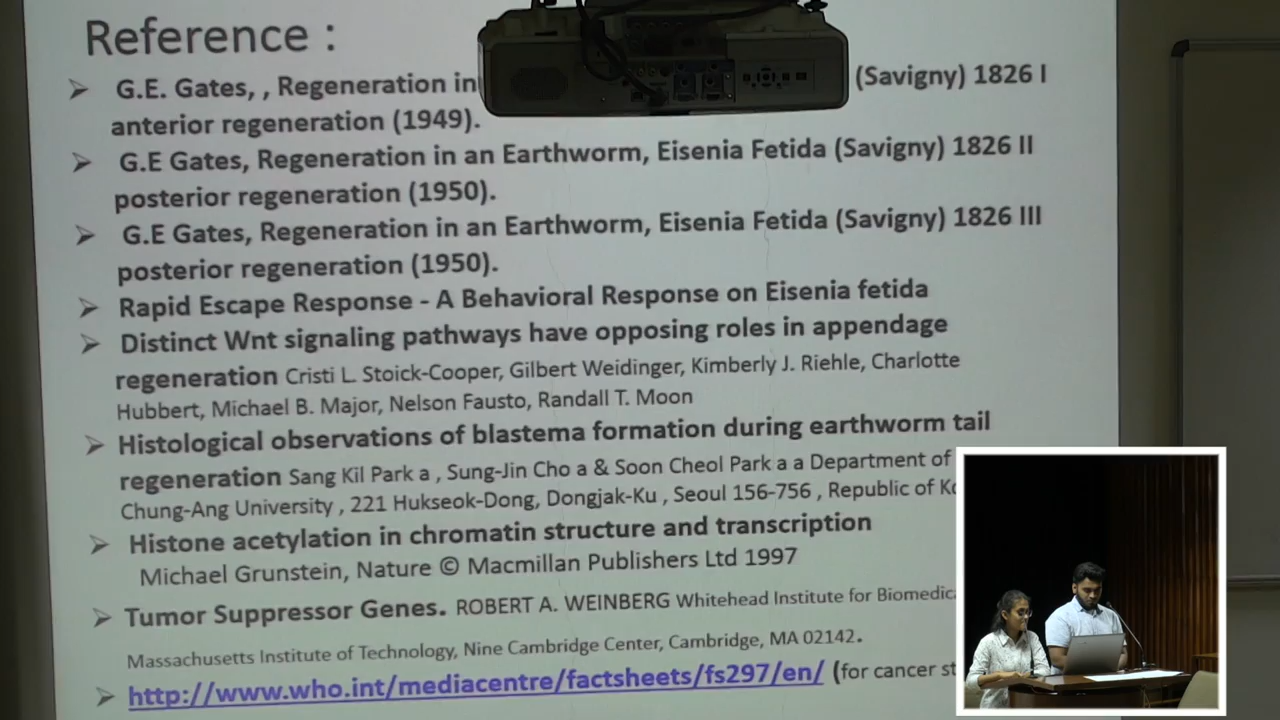 Reference :
➢ G.E. Gates, , Regeneration in (Savigny) 1826 I
anterior regeneration (1949).
➢ G.E Gates, Regeneration in an Earthworm, Eisenia Fetida (Savigny) 1826 II
posterior regeneration (1950).
➢ G.E Gates, Regeneration in an Earthworm, Eisenia Fetida (Savigny) 1826 III
posterior regeneration (1950).
➢ Rapid Escape Response - A Behavioral Response on Eisenia fetida
➢ Distinct Wnt signaling pathways have opposing roles in appendage
regeneration Cristi L. Stoick-Cooper, Gilbert Weidinger, Kimberly J. Riehle, Charlotte
Hubbert, Michael B. Major, Nelson Fausto, Randall T. Moon
➢ Histological observations of blastema formation during earthworm tail
regeneration Sang Kil Park a , Sung-Jin Cho a & Soon Cheol Park a a Department of
Chung-Ang University , 221 Hukseok-Dong, Dongjak-Ku , Seoul 156-756 , Republic of
➢ Histone acetylation in chromatin structure and transcription
Michael Grunstein, Nature © Macmillan Publishers Ltd 1997
➢ Tumor Suppressor Genes. ROBERT A. WEINBERG Whitehead Institute for
Massachusetts Institute of Technology, Nine Cambridge Center, Cambridge, MA 02142.
➢ http://www.who.int/mediacentre/factsheets/fs297/en/ (for cancer